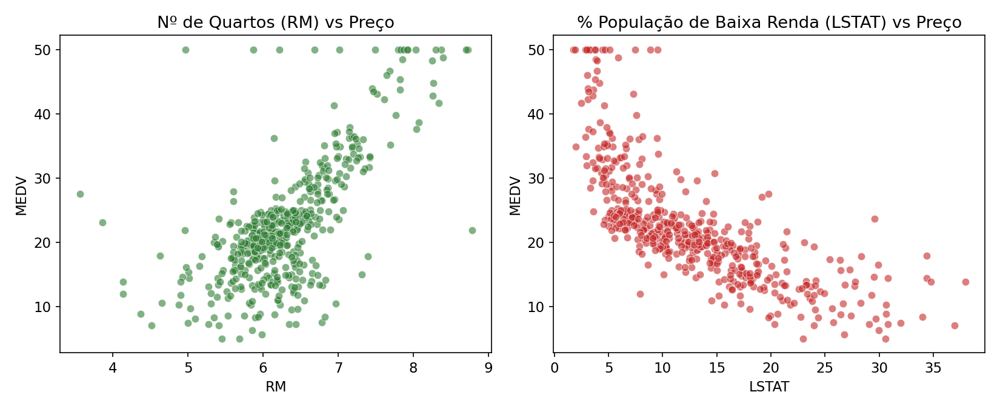 Nº de Quartos (RM) vs Preço
50
40
30
20
10
MEDV
4 5 6 7 8 9
RM
% População de Baixa Renda (LSTAT) vs Preço
50
40
30
20
10
MEDV
0 5 10 15 20 25 30 35
LSTAT